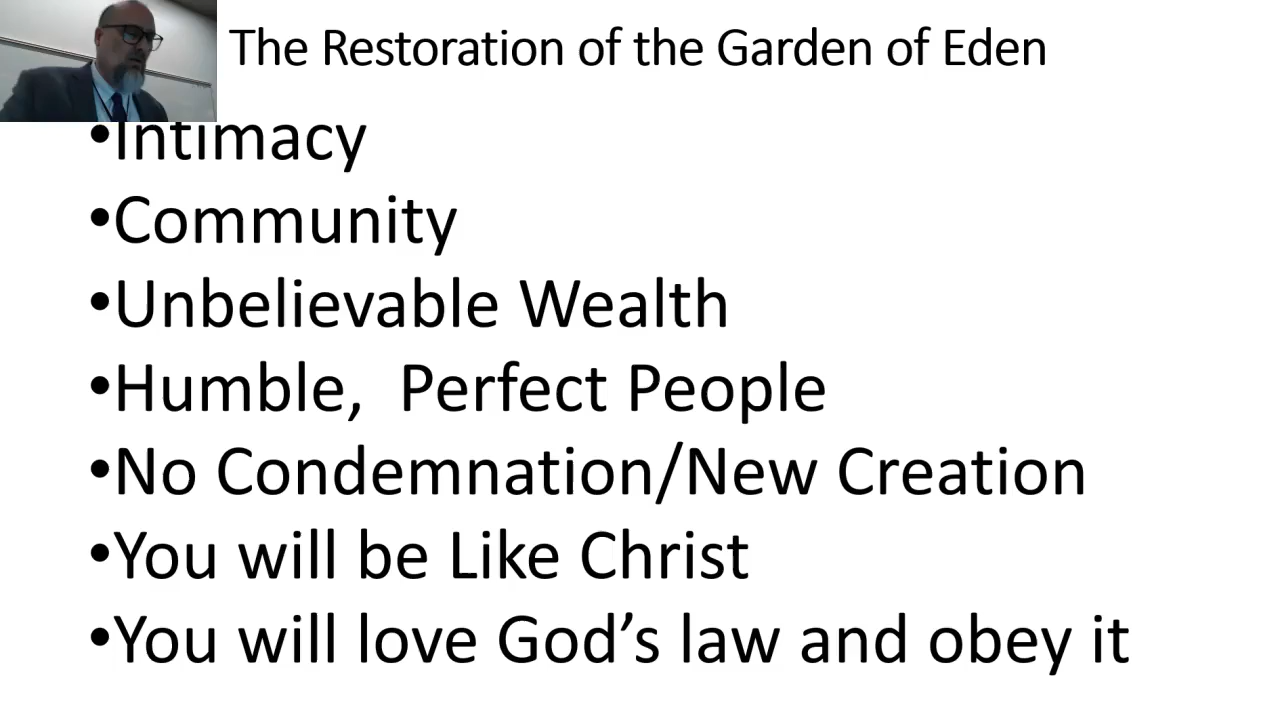 The Restoration of the Garden of Eden
•Intimacy
•Community
•Unbelievable Wealth
•Humble,  Perfect People
•No Condemnation/New Creation
•You will be Like Christ
•You will love God’s law and obey it